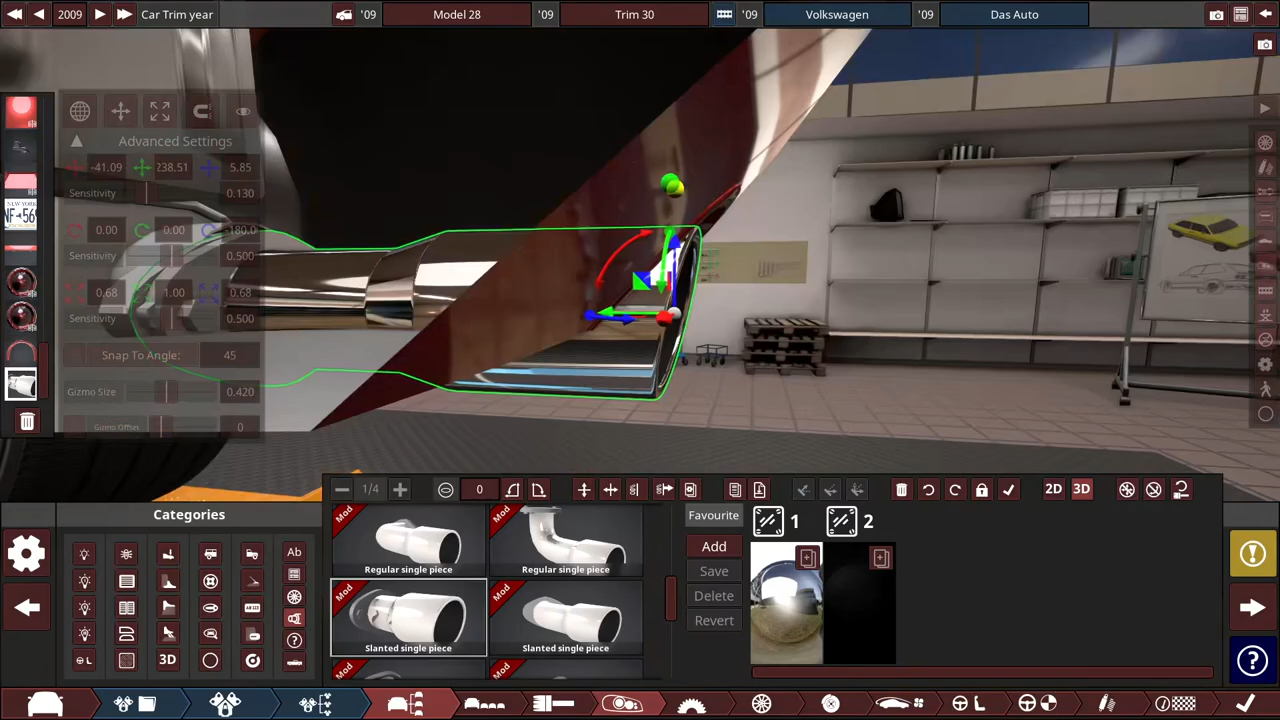 2009 Car Trim year '09 Model 28 '09 Trim 30 '09 Volkswagen '09 Das Auto
Advanced Settings
-41.09 238.51 5.85
Sensitivity 0.130
0.00 0.00 -180.0
Sensitivity 0.500
0.68 1.00 0.68
Sensitivity 0.500
Snap To Angle: 45
Gizmo Size 0.420
Gizmo Offset 0
NEW YORK
1/4 0 2D 3D
Categories
Ab
3D
Mod
Regular single piece
Mod
Regular single piece
Mod
Slanted single piece
Mod
Slanted single piece
Mod
Mod
Favourite
Add
Save
Delete
Revert
1 2